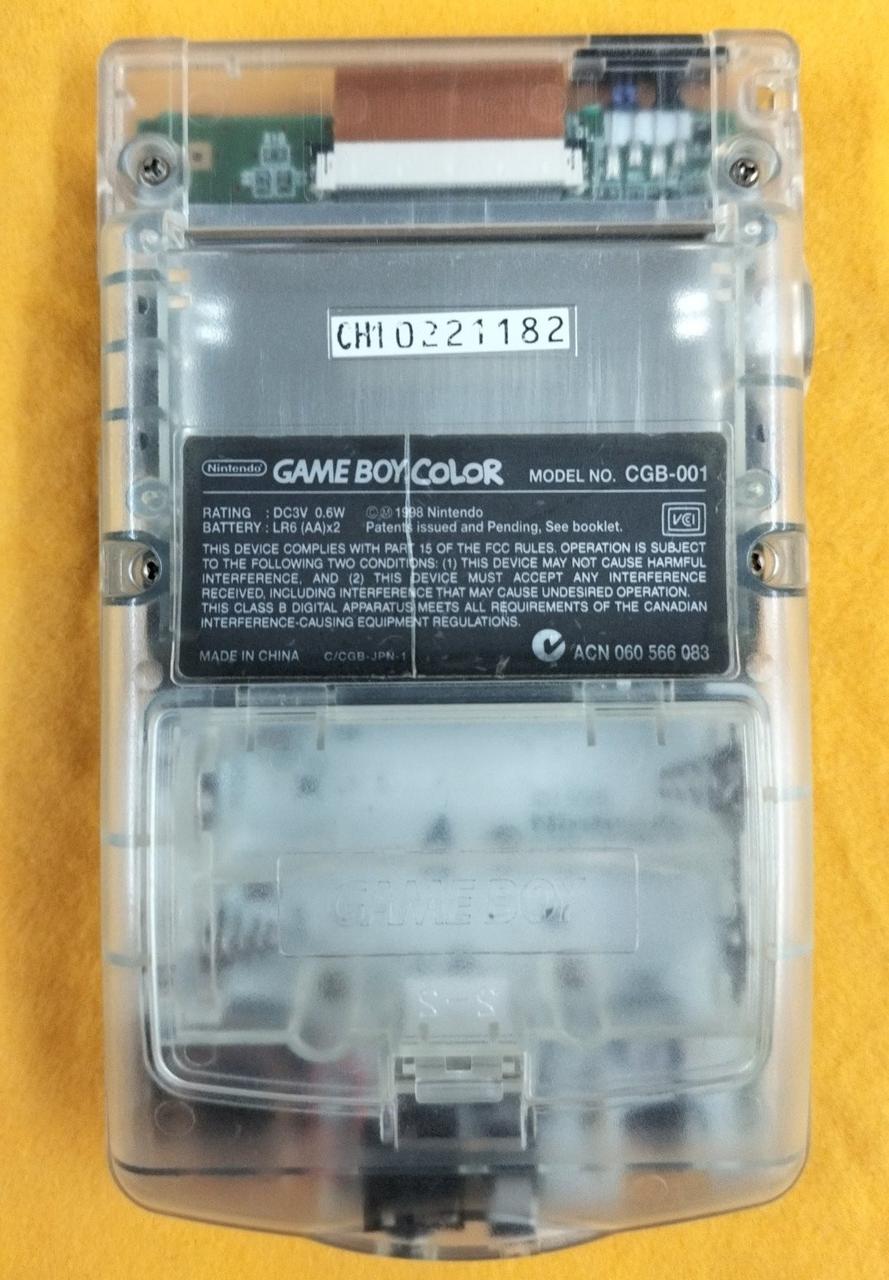 CH10221182
Nintendo GAME BOY COLOR MODEL NO. CGB-001
RATING : DC3V 0.6W ©Ⓜ 1998 Nintendo
BATTERY : LR6 (AA)x2 Patents issued and Pending, See booklet.
VCI
THIS DEVICE COMPLIES WITH PART 15 OF THE FCC RULES. OPERATION IS SUBJECT
TO THE FOLLOWING TWO CONDITIONS: (1) THIS DEVICE MAY NOT CAUSE HARMFUL
INTERFERENCE, AND (2) THIS DEVICE MUST ACCEPT ANY INTERFERENCE
RECEIVED, INCLUDING INTERFERENCE THAT MAY CAUSE UNDESIRED OPERATION.
THIS CLASS B DIGITAL APPARATUS MEETS ALL REQUIREMENTS OF THE CANADIAN
INTERFERENCE-CAUSING EQUIPMENT REGULATIONS.
MADE IN CHINA C/CGB-JPN-1 ACN 060 566 083
GAME BOY
S-S